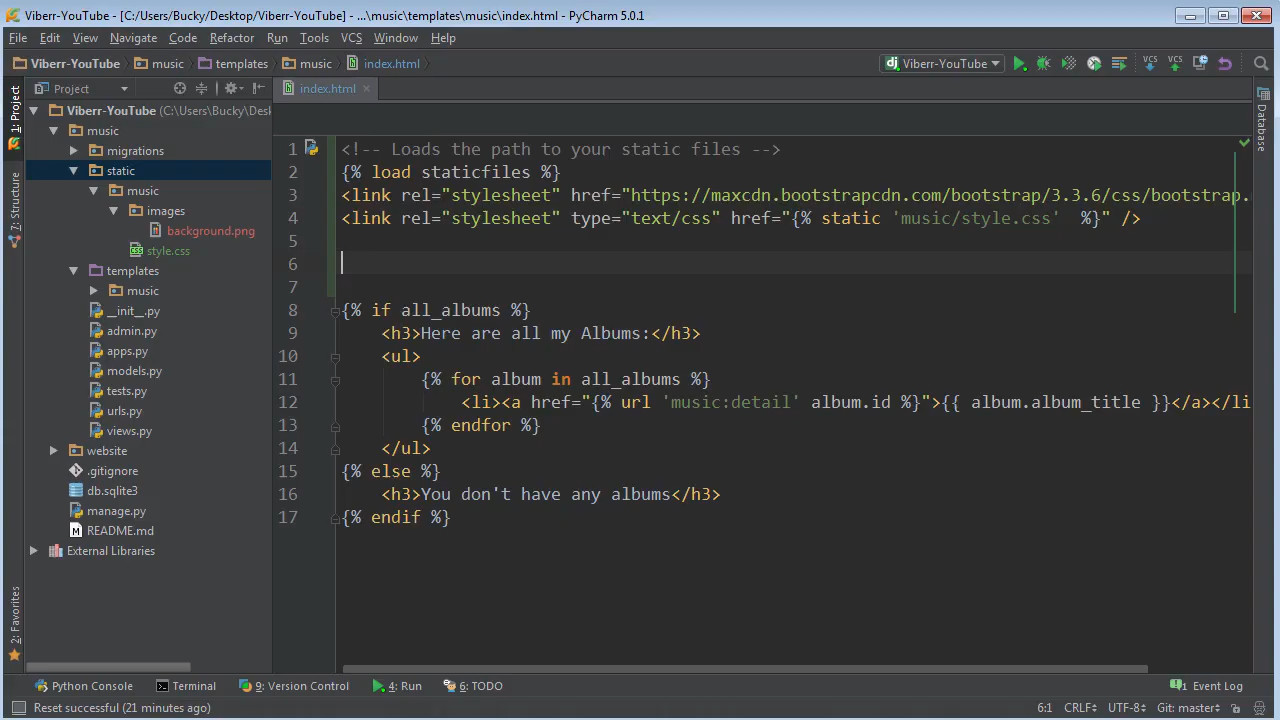 Viberr-YouTube - [C:/Users/Bucky/Desktop/Viberr-YouTube] - ...\music\templates\music\index.html - PyCharm 5.0.1
File Edit View Navigate Code Refactor Run Tools VCS Window Help
Viberr-YouTube music templates music index.html Viberr-YouTube VCS VCS
Project index.html
1: Project
7: Structure
2: Favorites
Database
Viberr-YouTube (C:\Users\Bucky\Desk
music
migrations
static
music
images
background.png
style.css
templates
music
__init__.py
admin.py
apps.py
models.py
tests.py
urls.py
views.py
website
.gitignore
db.sqlite3
manage.py
README.md
External Libraries
1 <!-- Loads the path to your static files -->
2 {% load staticfiles %}
3 <link rel="stylesheet" href="https://maxcdn.bootstrapcdn.com/bootstrap/3.3.6/css/bootstrap.
4 <link rel="stylesheet" type="text/css" href="{% static 'music/style.css'  %}" />
5
6
7
8 {% if all_albums %}
9 <h3>Here are all my Albums:</h3>
10 <ul>
11 {% for album in all_albums %}
12 <li><a href="{% url 'music:detail' album.id %}">{{ album.album_title }}</a></li
13 {% endfor %}
14 </ul>
15 {% else %}
16 <h3>You don't have any albums</h3>
17 {% endif %}
Python Console Terminal 9: Version Control 4: Run 6: TODO 1 Event Log
Reset successful (21 minutes ago) 6:1 CRLF UTF-8 Git: master